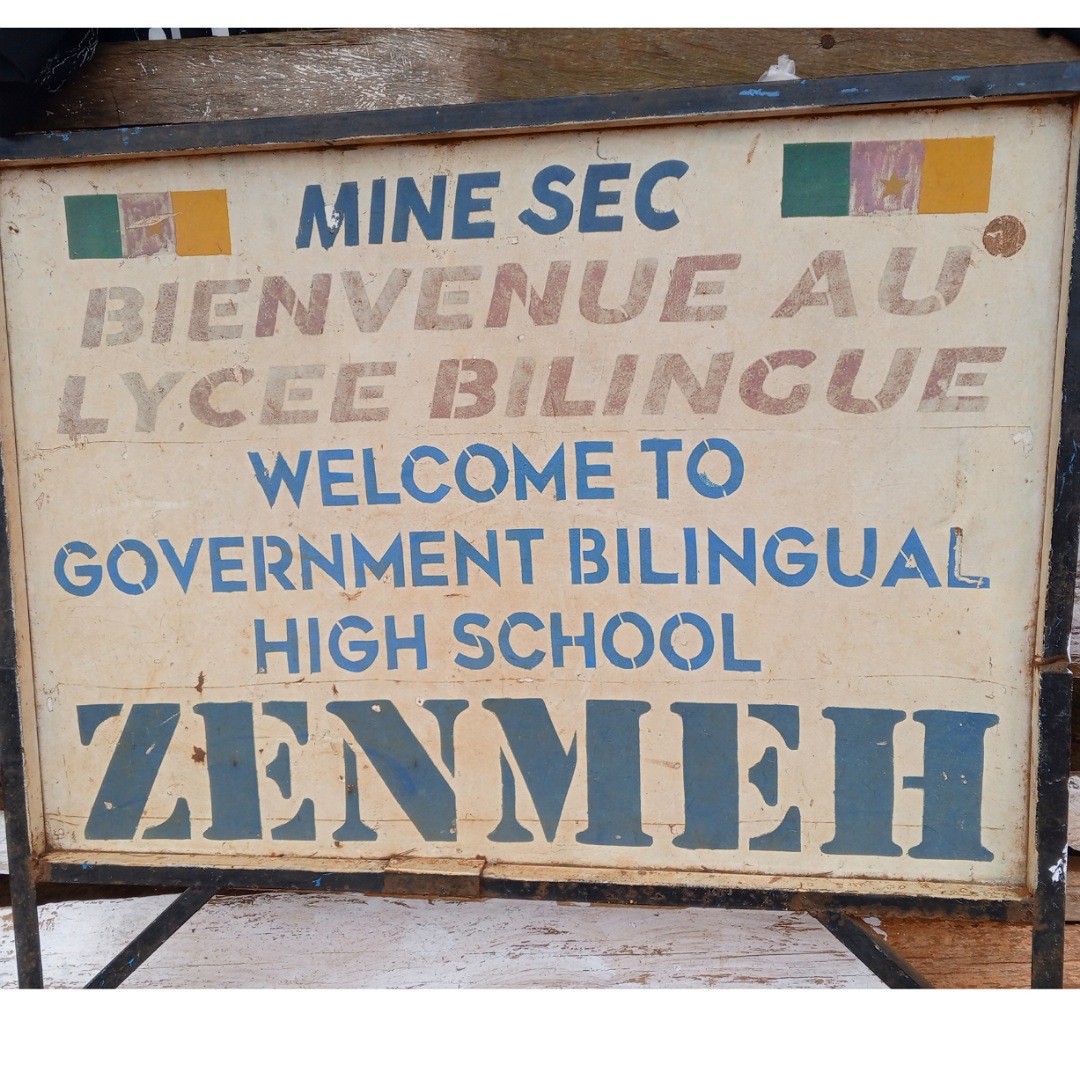 MINE SEC
BIENVENUE AU
LYCEE BILINGUE
WELCOME TO
GOVERNMENT BILINGUAL
HIGH SCHOOL
ZENMEH